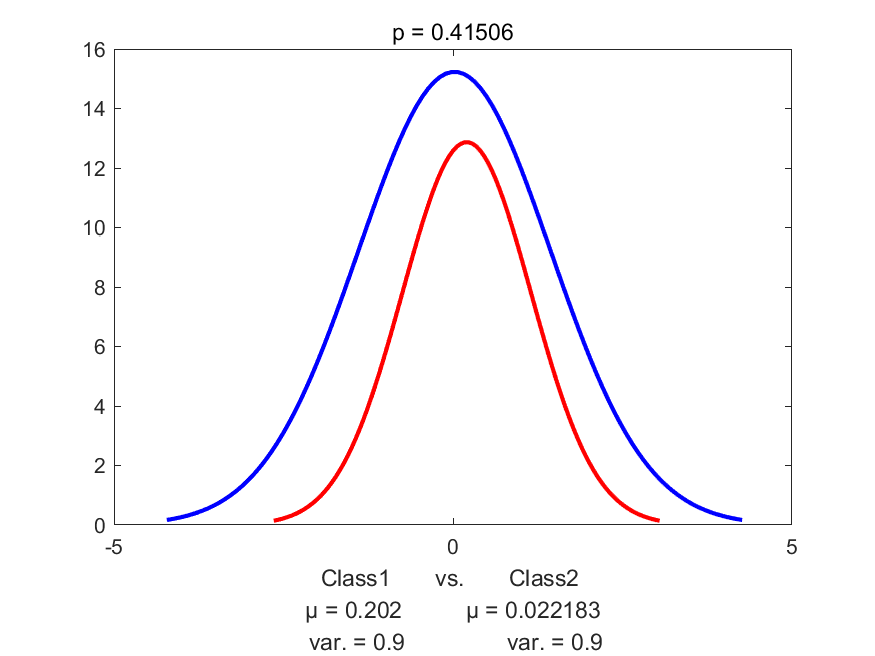 p = 0.41506
16
14
12
10
8
6
4
2
0
-5 0 5
Class1 vs. Class2
μ = 0.202 μ = 0.022183
var. = 0.9 var. = 0.9